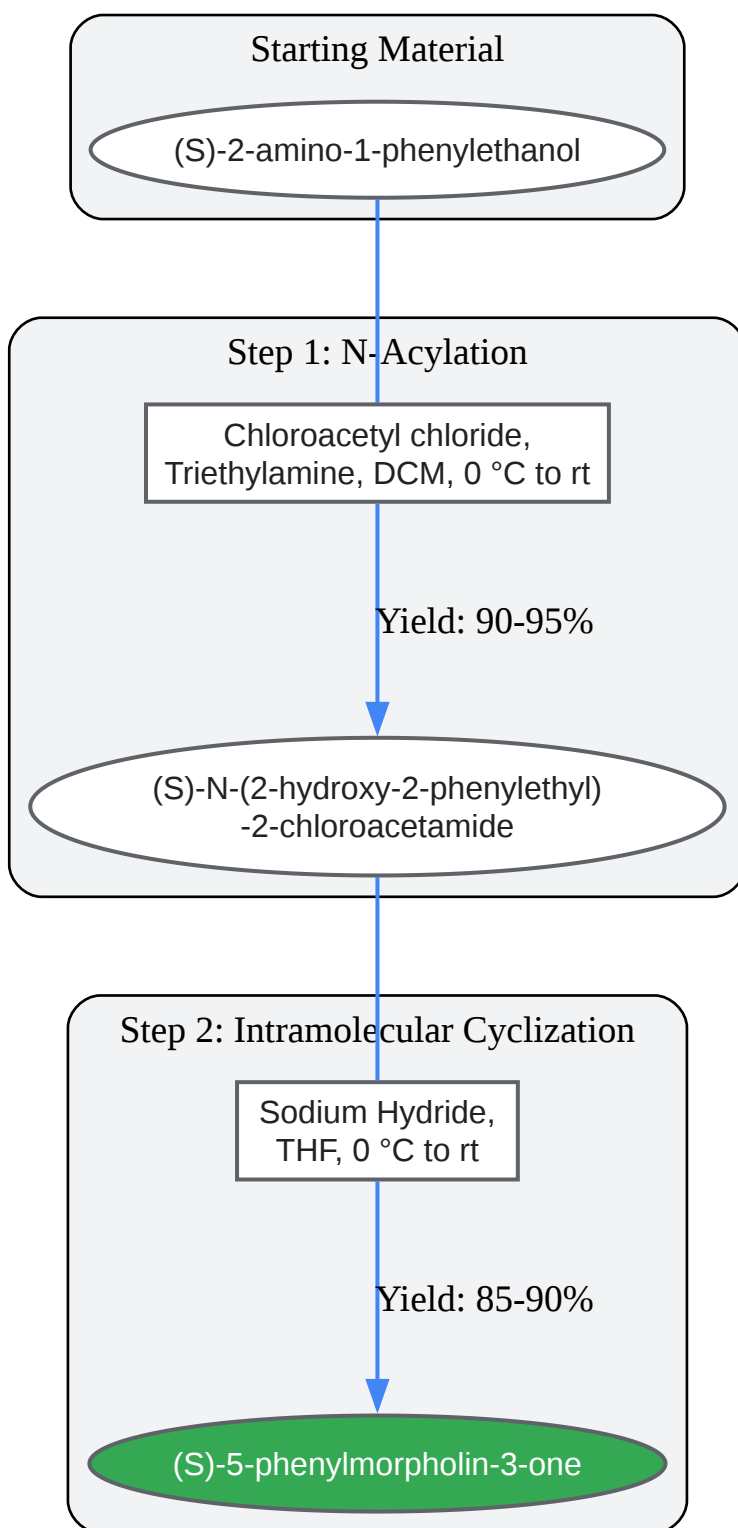 Starting Material
(S)-2-amino-1-phenylethanol
Step 1: N-Acylation
Chloroacetyl chloride,
Triethylamine, DCM, 0 °C to rt
Yield: 90-95%
(S)-N-(2-hydroxy-2-phenylethyl)
-2-chloroacetamide
Step 2: Intramolecular Cyclization
Sodium Hydride,
THF, 0 °C to rt
Yield: 85-90%
(S)-5-phenylmorpholin-3-one